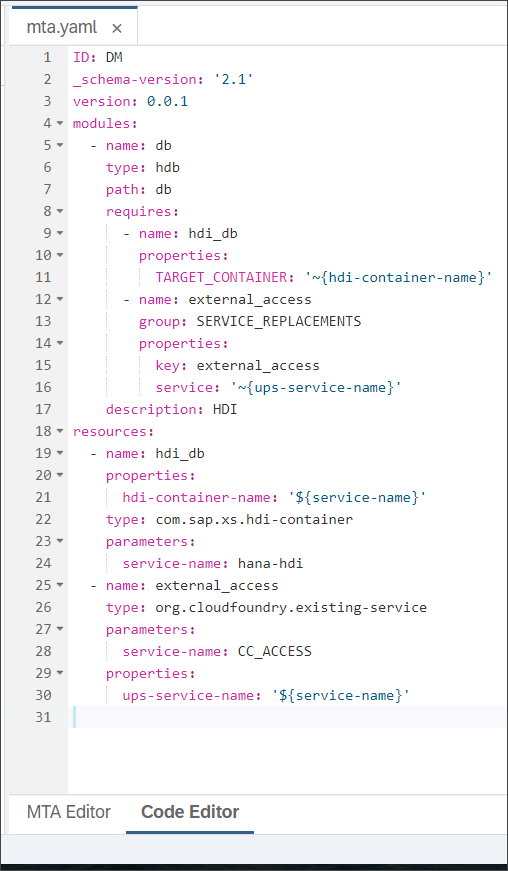 mta.yaml ×
1 ID: DM
2 _schema-version: '2.1'
3 version: 0.0.1
4 modules:
5 - name: db
6 type: hdb
7 path: db
8 requires:
9 - name: hdi_db
10 properties:
11 TARGET_CONTAINER: '~{hdi-container-name}'
12 - name: external_access
13 group: SERVICE_REPLACEMENTS
14 properties:
15 key: external_access
16 service: '~{ups-service-name}'
17 description: HDI
18 resources:
19 - name: hdi_db
20 properties:
21 hdi-container-name: '${service-name}'
22 type: com.sap.xs.hdi-container
23 parameters:
24 service-name: hana-hdi
25 - name: external_access
26 type: org.cloudfoundry.existing-service
27 parameters:
28 service-name: CC_ACCESS
29 properties:
30 ups-service-name: '${service-name}'
31
MTA Editor Code Editor